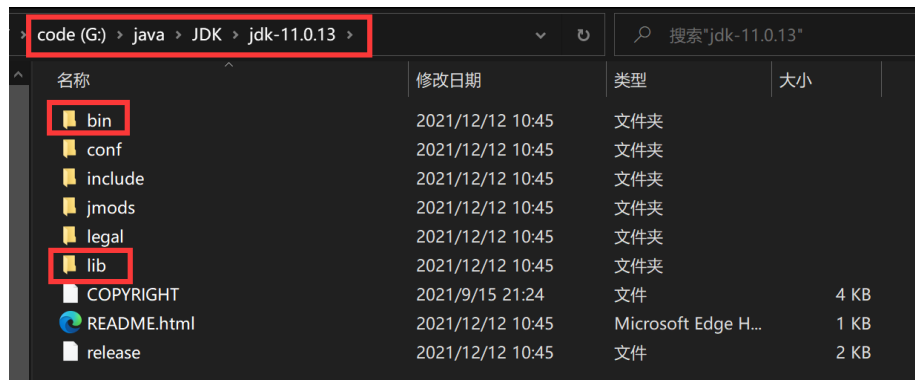 code (G:) › java › JDK › jdk-11.0.13 › 搜索"jdk-11.0.13"
名称 修改日期 类型 大小
bin 2021/12/12 10:45 文件夹
conf 2021/12/12 10:45 文件夹
include 2021/12/12 10:45 文件夹
jmods 2021/12/12 10:45 文件夹
legal 2021/12/12 10:45 文件夹
lib 2021/12/12 10:45 文件夹
COPYRIGHT 2021/9/15 21:24 文件 4 KB
README.html 2021/12/12 10:45 Microsoft Edge H... 1 KB
release 2021/12/12 10:45 文件 2 KB